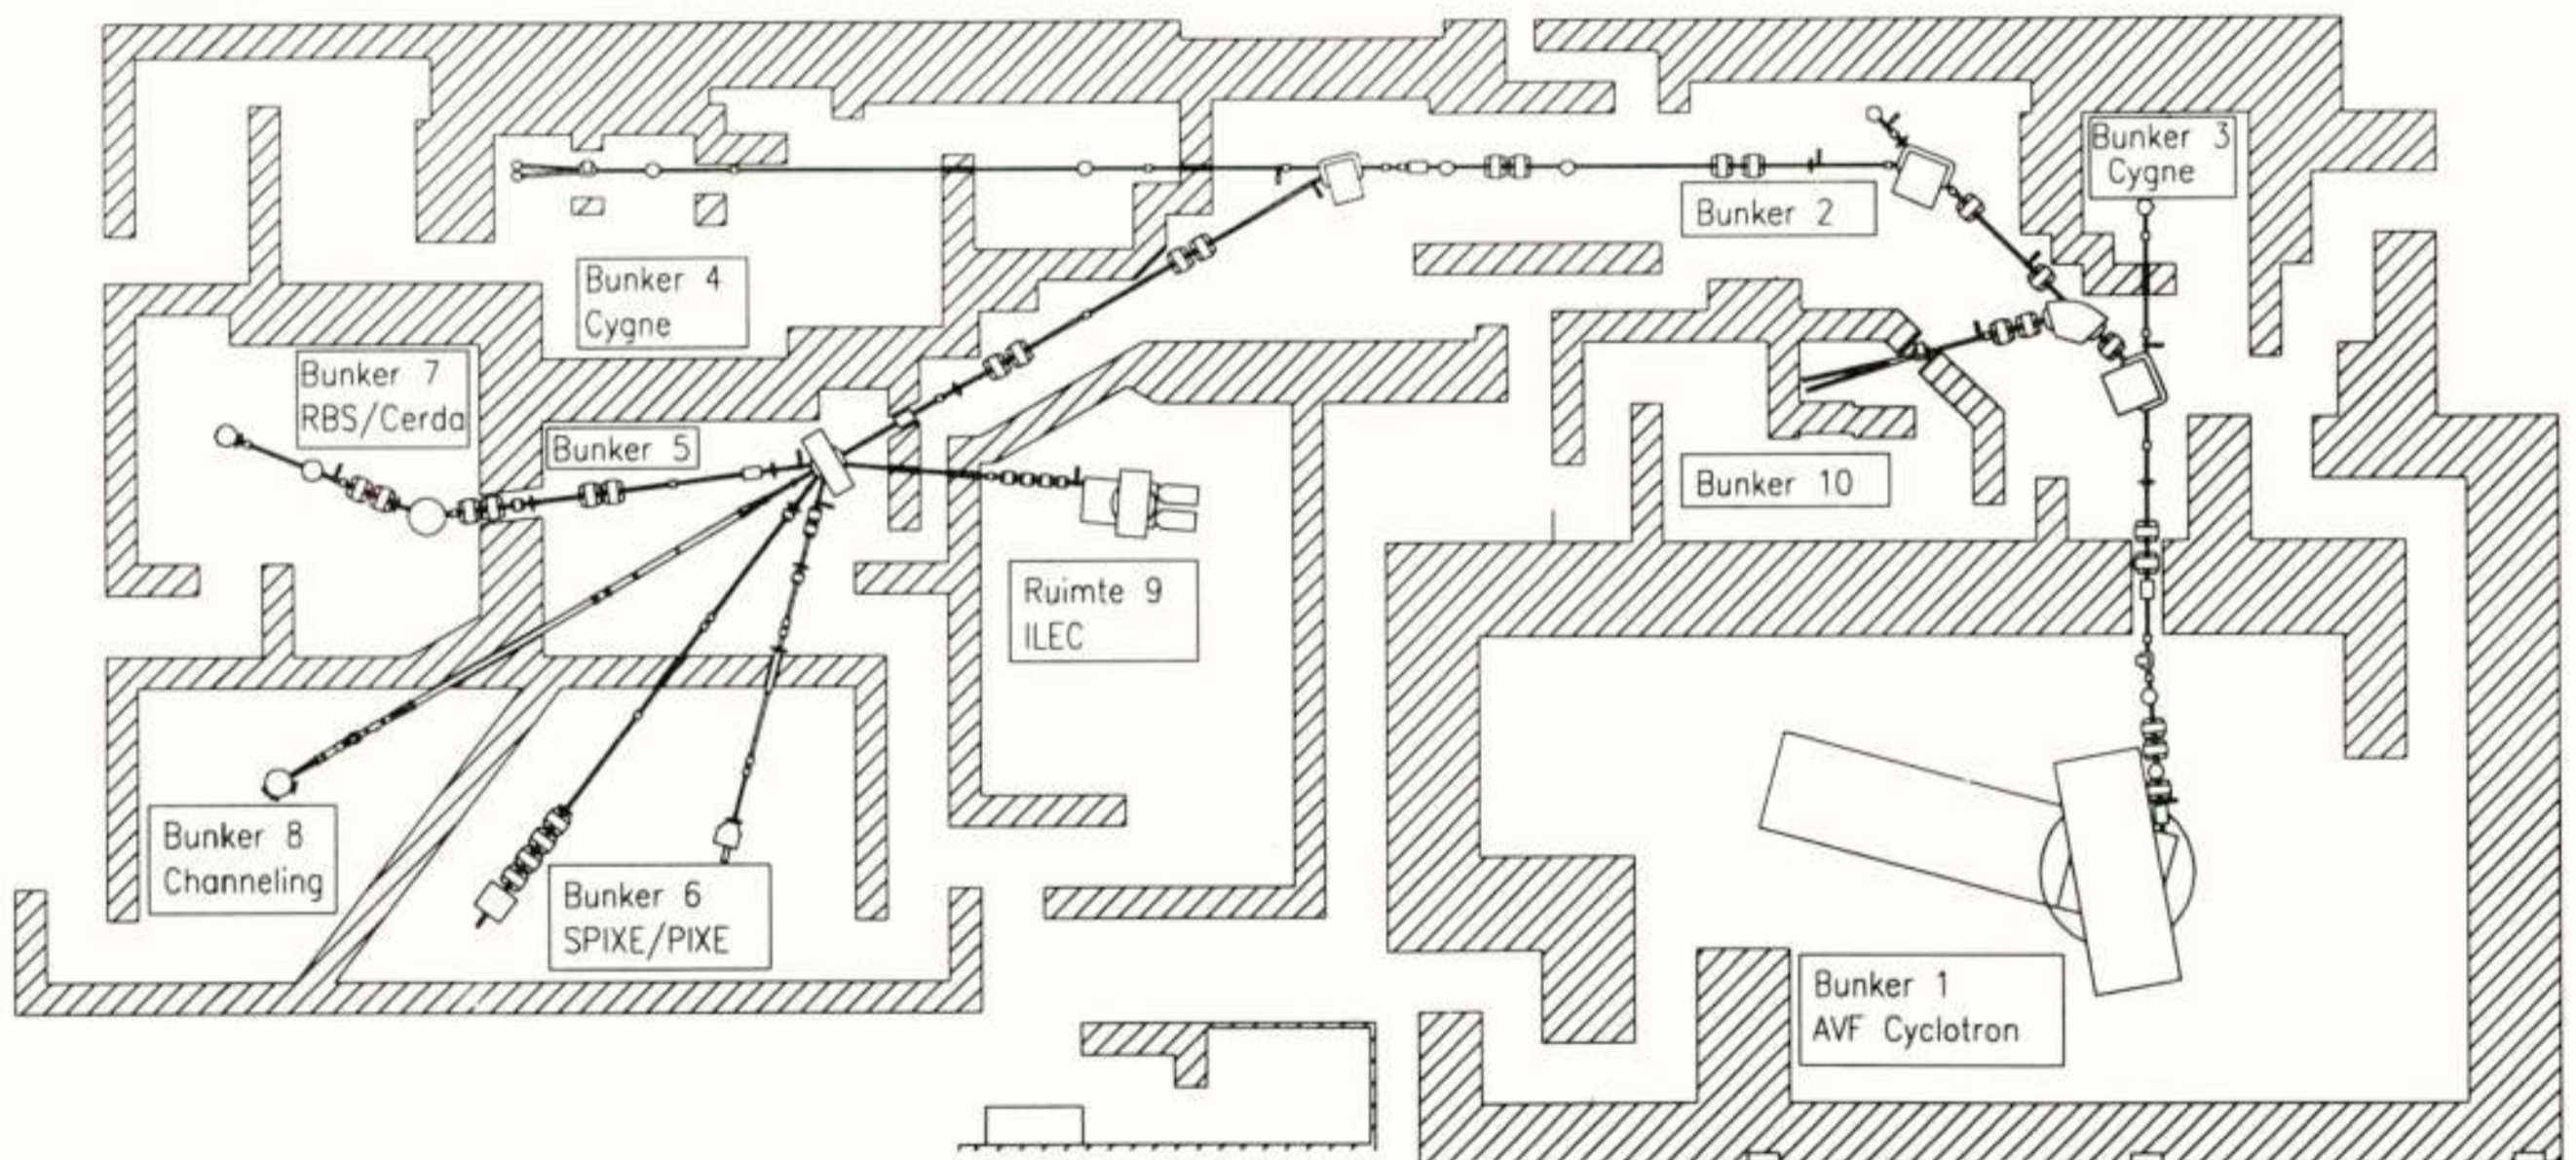 Bunker 3
Cygne
Bunker 2
Bunker 4
Cygne
Bunker 7
RBS/Cerda
Bunker 5
Bunker 10
Ruimte 9
ILEC
Bunker 8
Channeling
Bunker 6
SPIXE/PIXE
Bunker 1
AVF Cyclotron